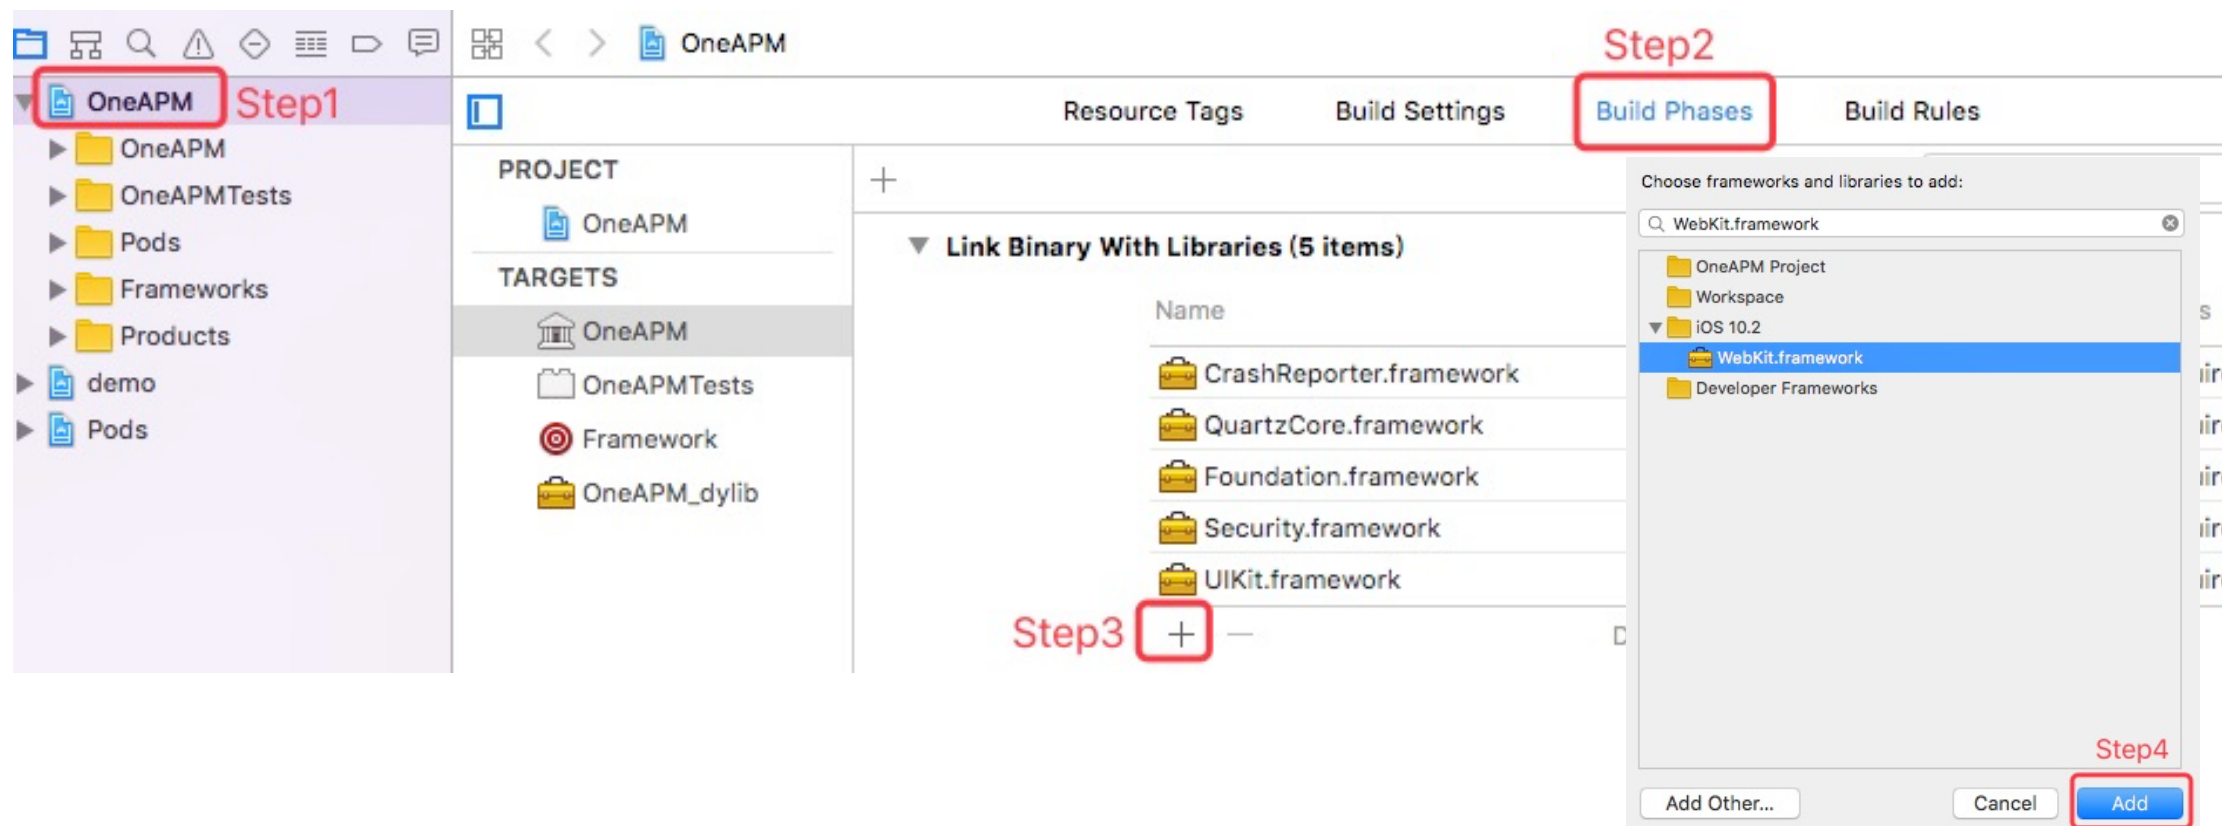 OneAPM
Step2
OneAPM Step1
Resource Tags Build Settings Build Phases Build Rules
OneAPM
OneAPMTests
Pods
Frameworks
Products
demo
Pods
PROJECT
OneAPM
TARGETS
OneAPM
OneAPMTests
Framework
OneAPM_dylib
Link Binary With Libraries (5 items)
Name
CrashReporter.framework
QuartzCore.framework
Foundation.framework
Security.framework
UIKit.framework
Step3
Choose frameworks and libraries to add:
WebKit.framework
OneAPM Project
Workspace
iOS 10.2
WebKit.framework
Developer Frameworks
Step4
Add Other... Cancel Add